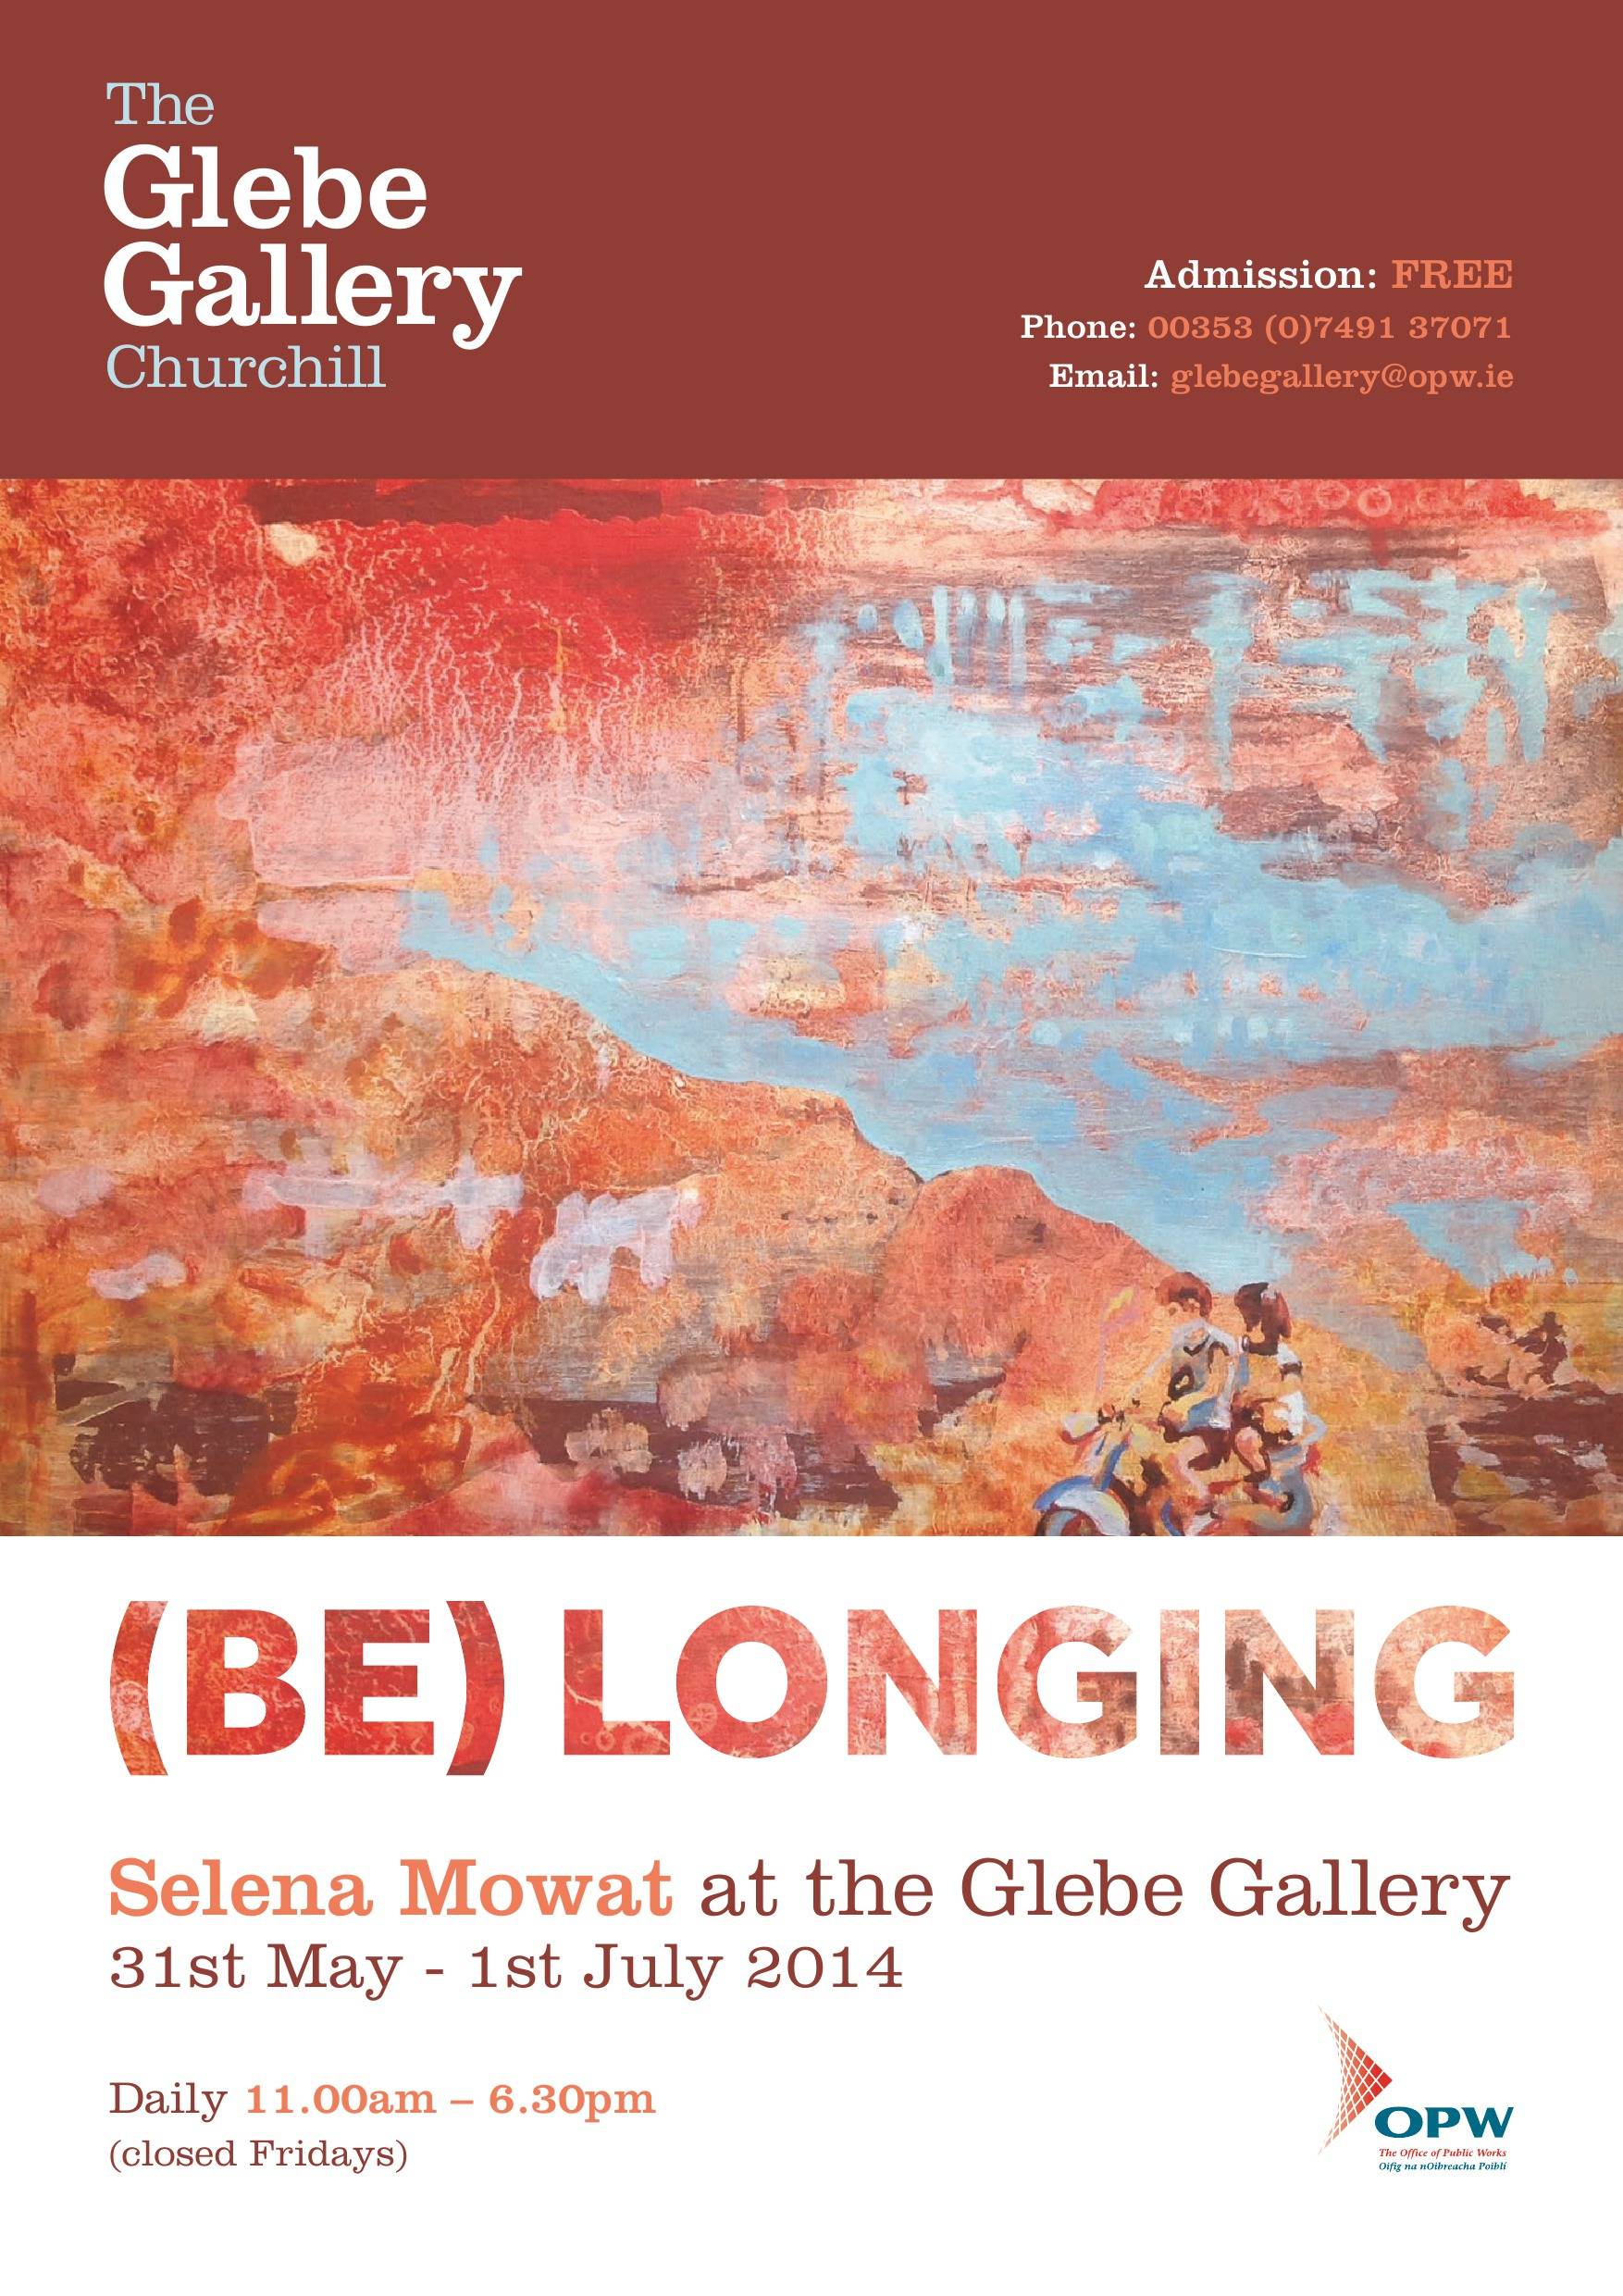 The
Glebe
Gallery
Churchill
Admission: FREE
Phone: 00353 (0)7491 37071
Email: glebegallery@opw.ie
(BE) LONGING
Selena Mowat at the Glebe Gallery
31st May - 1st July 2014
Daily 11.00am – 6.30pm
(closed Fridays)
OPW
The Office of Public Works
Oifig na nOibreacha Poiblí